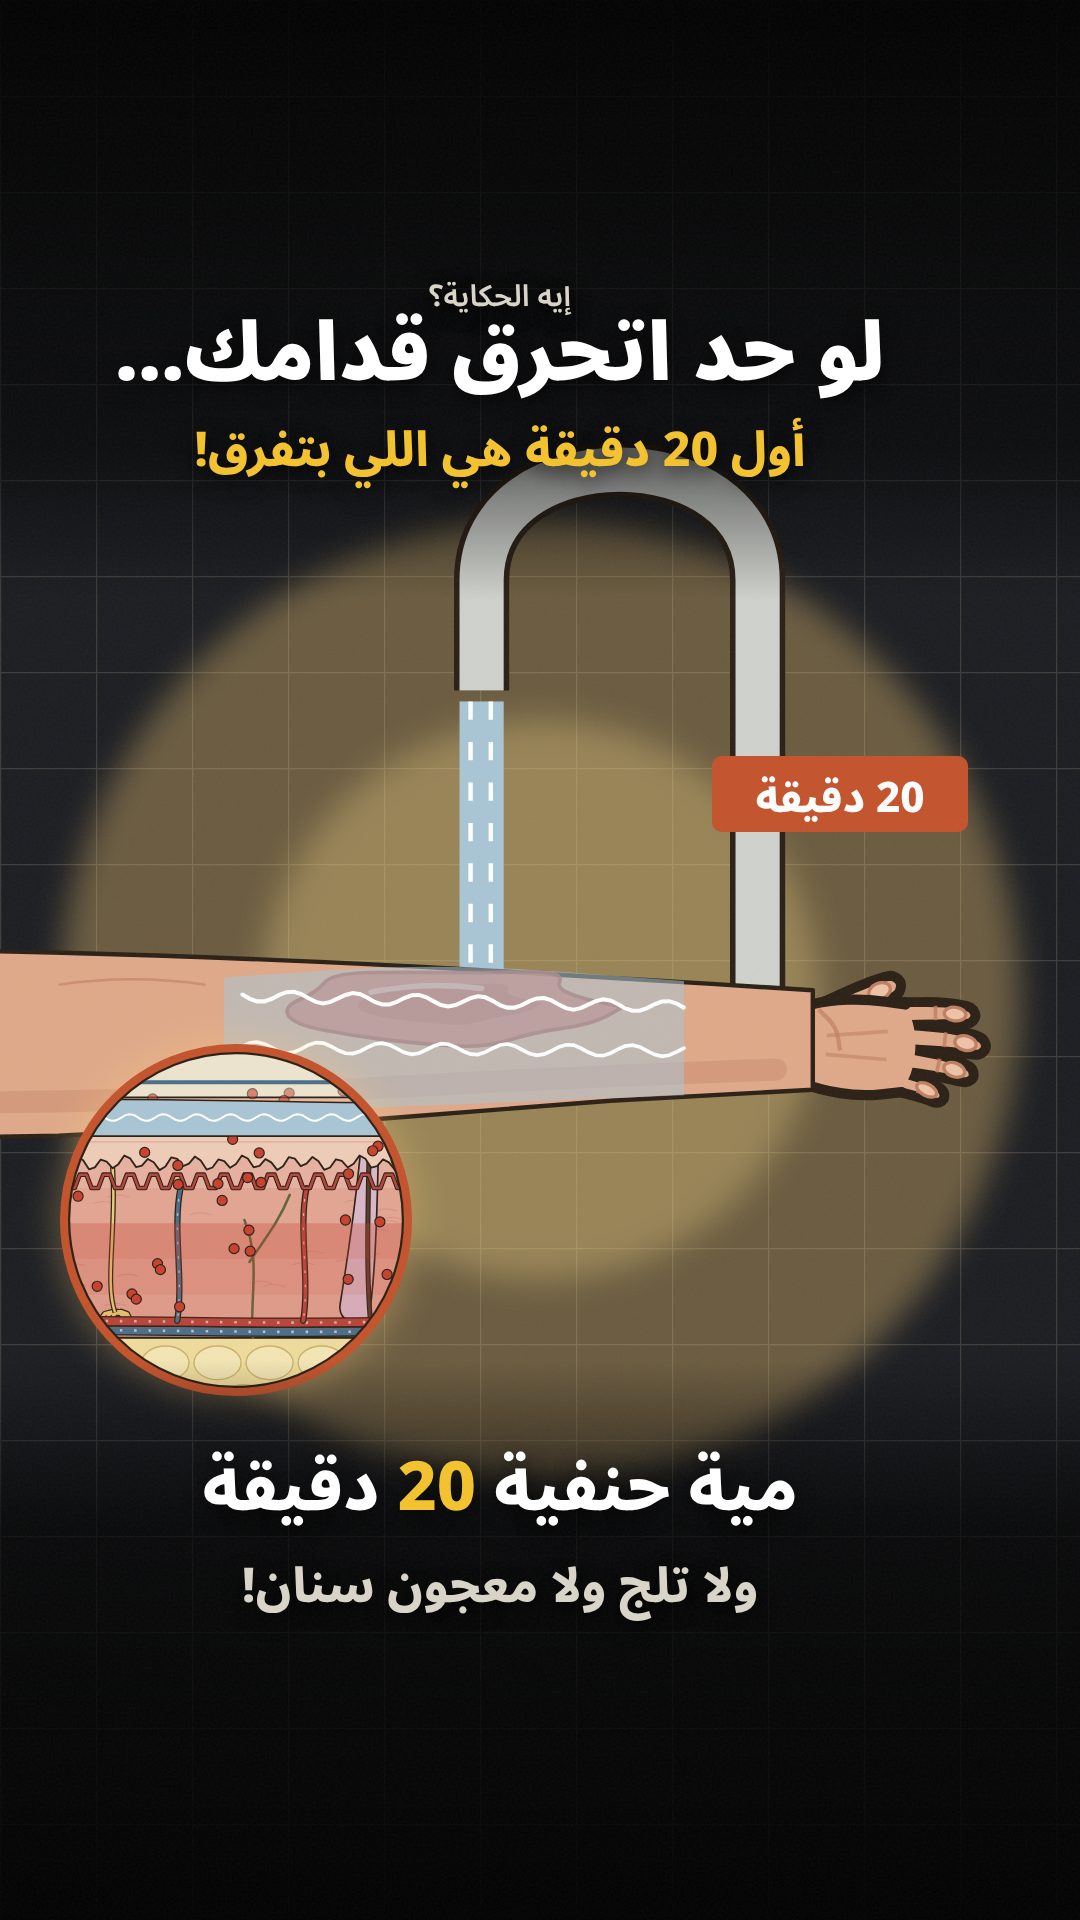 إيه الحكاية؟
لو حد اتحرق قدامك...
أول 20 دقيقة هي اللي بتفرق!
20 دقيقة
مية حنفية 20 دقيقة
ولا تلج ولا معجون سنان!